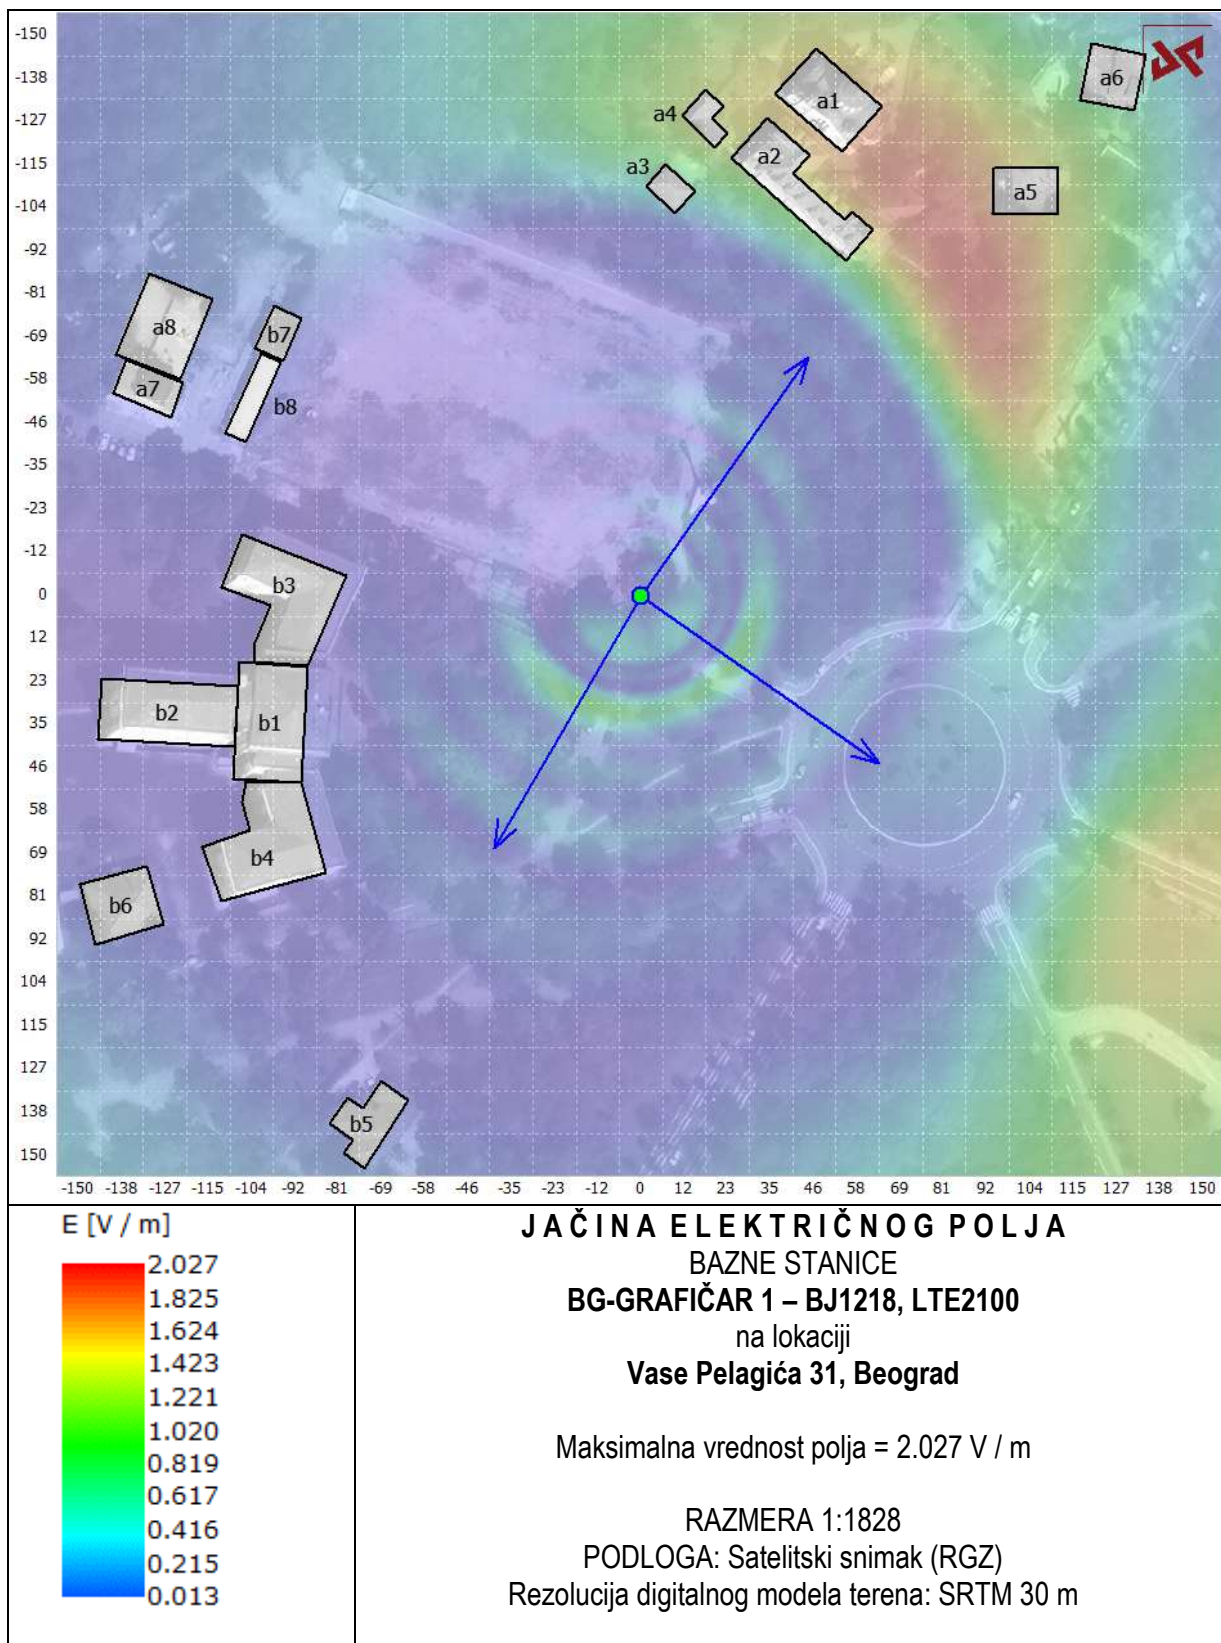 -150
-138
-127
-115
-104
-92
-81
-69
-58
-46
-35
-23
-12
0
12
23
35
46
58
69
81
92
104
115
127
138
150
a6
a1
a4
a2
a3
a5
a8
b7
a7
b8
b3
b2
b1
b4
b6
b5
-150 -138 -127 -115 -104 -92 -81 -69 -58 -46 -35 -23 -12 0 12 23 35 46 58 69 81 92 104 115 127 138 150
E [V / m]
2.027
1.825
1.624
1.423
1.221
1.020
0.819
0.617
0.416
0.215
0.013
JAČINA ELEKTRIČNOG POLJA
BAZNE STANICE
BG-GRAFIČAR 1 – BJ1218, LTE2100
na lokaciji
Vase Pelagića 31, Beograd
Maksimalna vrednost polja = 2.027 V / m
RAZMERA 1:1828
PODLOGA: Satelitski snimak (RGZ)
Rezolucija digitalnog modela terena: SRTM 30 m